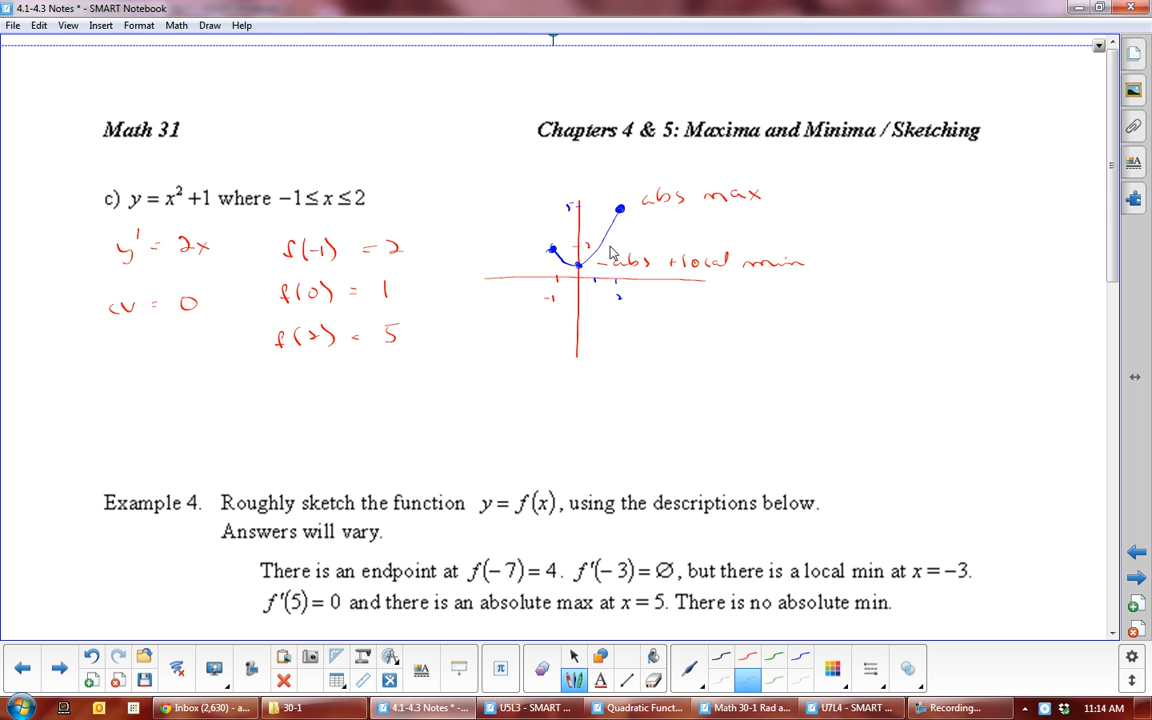 4.1-4.3 Notes * - SMART Notebook
File Edit View Insert Format Math Draw Help
Math 31
Chapters 4 & 5: Maxima and Minima / Sketching
c) y = x² +1 where −1 ≤ x ≤ 2
abs max
5
y' = 2x
f(-1) = 2
2
abs + local min
cv = 0
f(0) = 1
-1 2
f(2) = 5
Example 4. Roughly sketch the function y = f(x), using the descriptions below.
Answers will vary.
There is an endpoint at f(−7) = 4. f'(−3) = ∅, but there is a local min at x = −3.
f'(5) = 0 and there is an absolute max at x = 5. There is no absolute min.
Inbox (2,630) - a...
30-1
4.1-4.3 Notes * -...
U5L3 - SMART ...
Quadratic Funct...
Math 30-1 Rad a...
U7L4 - SMART ...
Recording...
11:14 AM